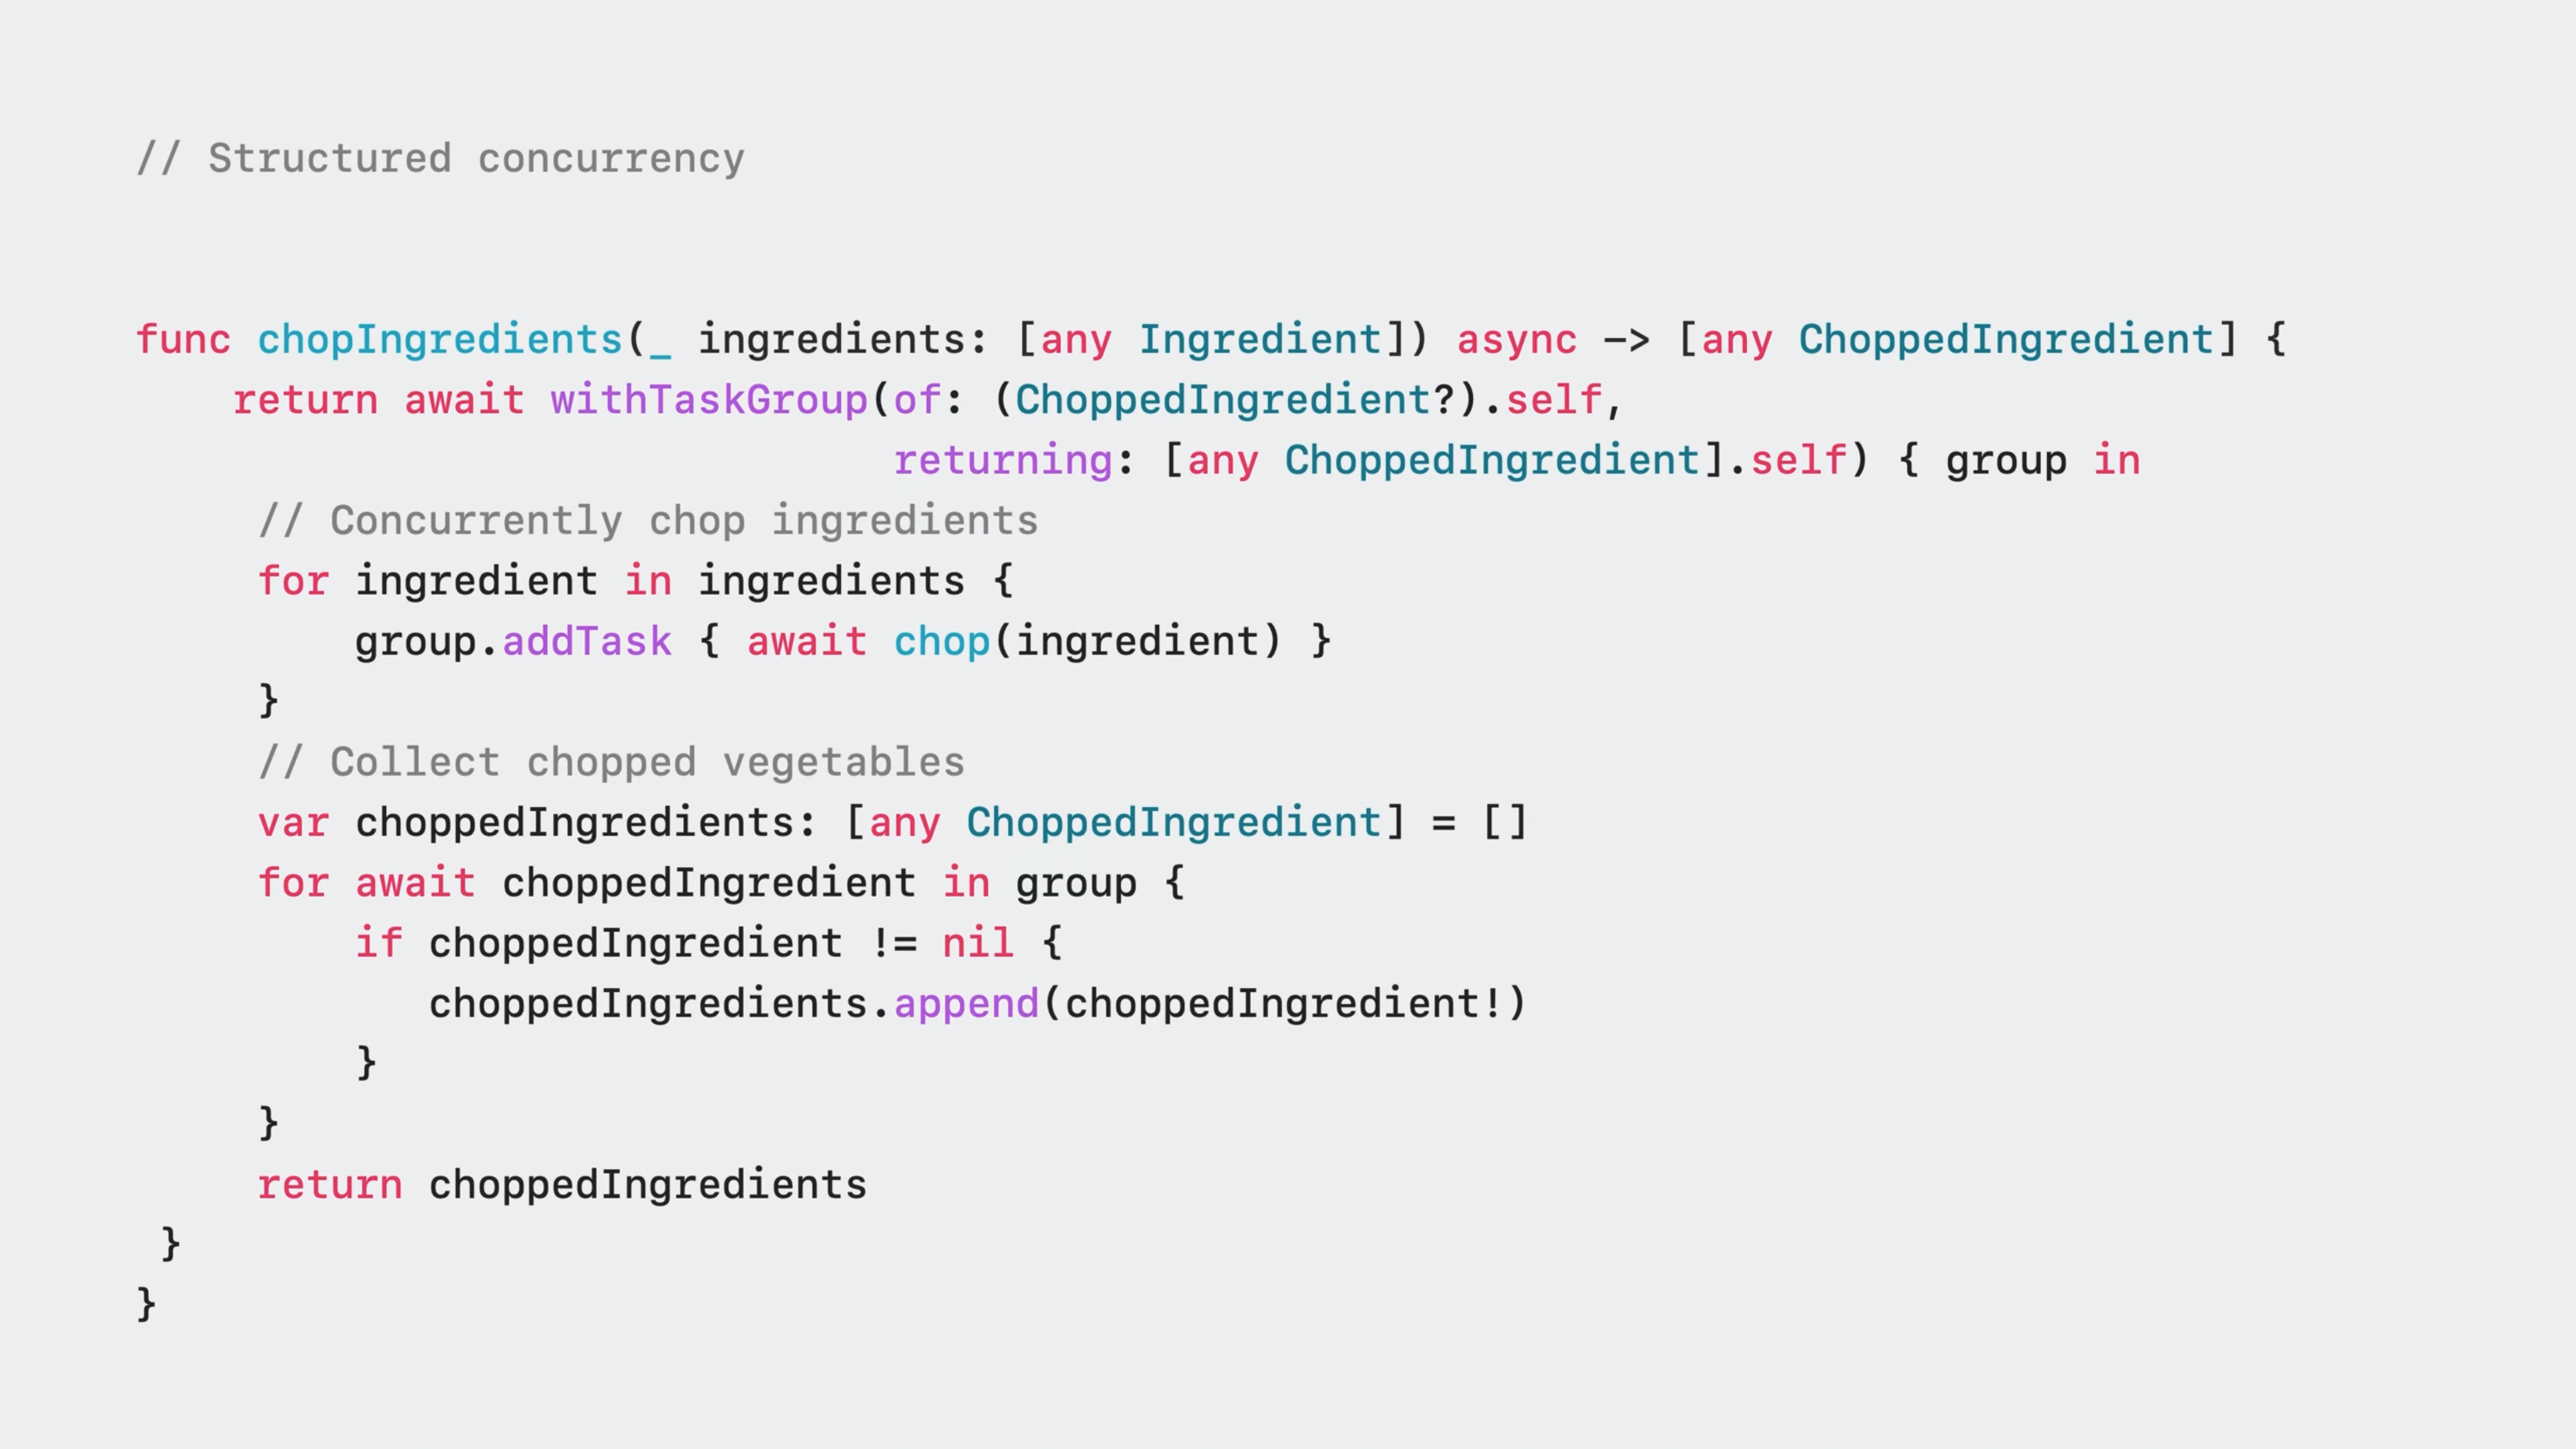 // Structured concurrency
func chopIngredients(_ ingredients: [any Ingredient]) async -> [any ChoppedIngredient] {
    return await withTaskGroup(of: (ChoppedIngredient?).self,
                               returning: [any ChoppedIngredient].self) { group in
     // Concurrently chop ingredients
     for ingredient in ingredients {
         group.addTask { await chop(ingredient) }
     }
     // Collect chopped vegetables
     var choppedIngredients: [any ChoppedIngredient] = []
     for await choppedIngredient in group {
         if choppedIngredient != nil {
            choppedIngredients.append(choppedIngredient!)
         }
     }
     return choppedIngredients
 }
}